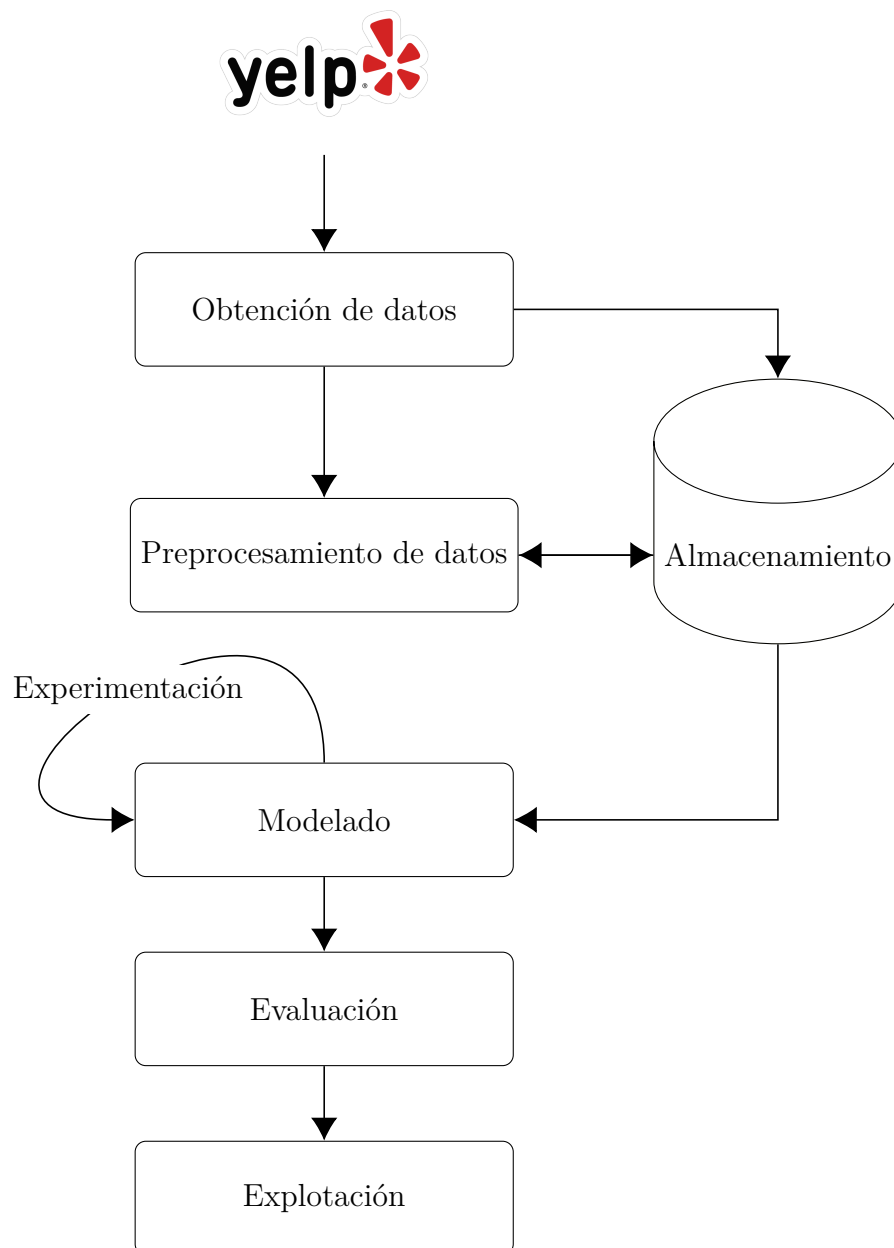 yelp
Obtención de datos
Preprocesamiento de datos
Almacenamiento
Experimentación
Modelado
Evaluación
Explotación